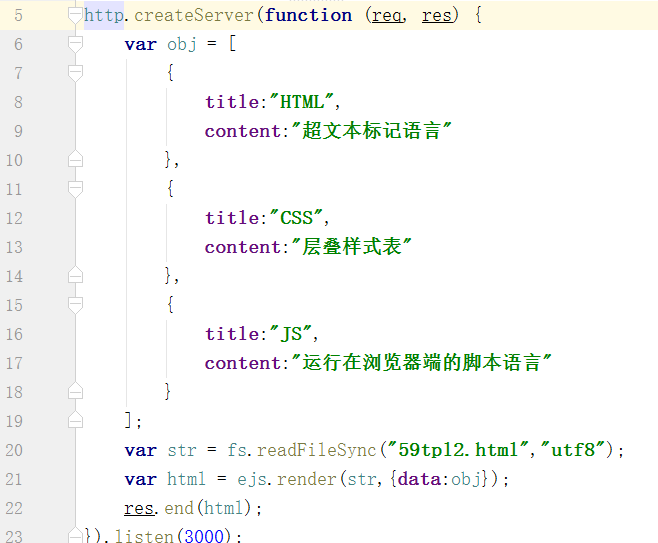 5 http.createServer(function (req, res) {
6 var obj = [
7 {
8 title:"HTML",
9 content:"超文本标记语言"
10 },
11 {
12 title:"CSS",
13 content:"层叠样式表"
14 },
15 {
16 title:"JS",
17 content:"运行在浏览器端的脚本语言"
18 }
19 ];
20 var str = fs.readFileSync("59tpl2.html","utf8");
21 var html = ejs.render(str,{data:obj});
22 res.end(html);
23 }).listen(3000);